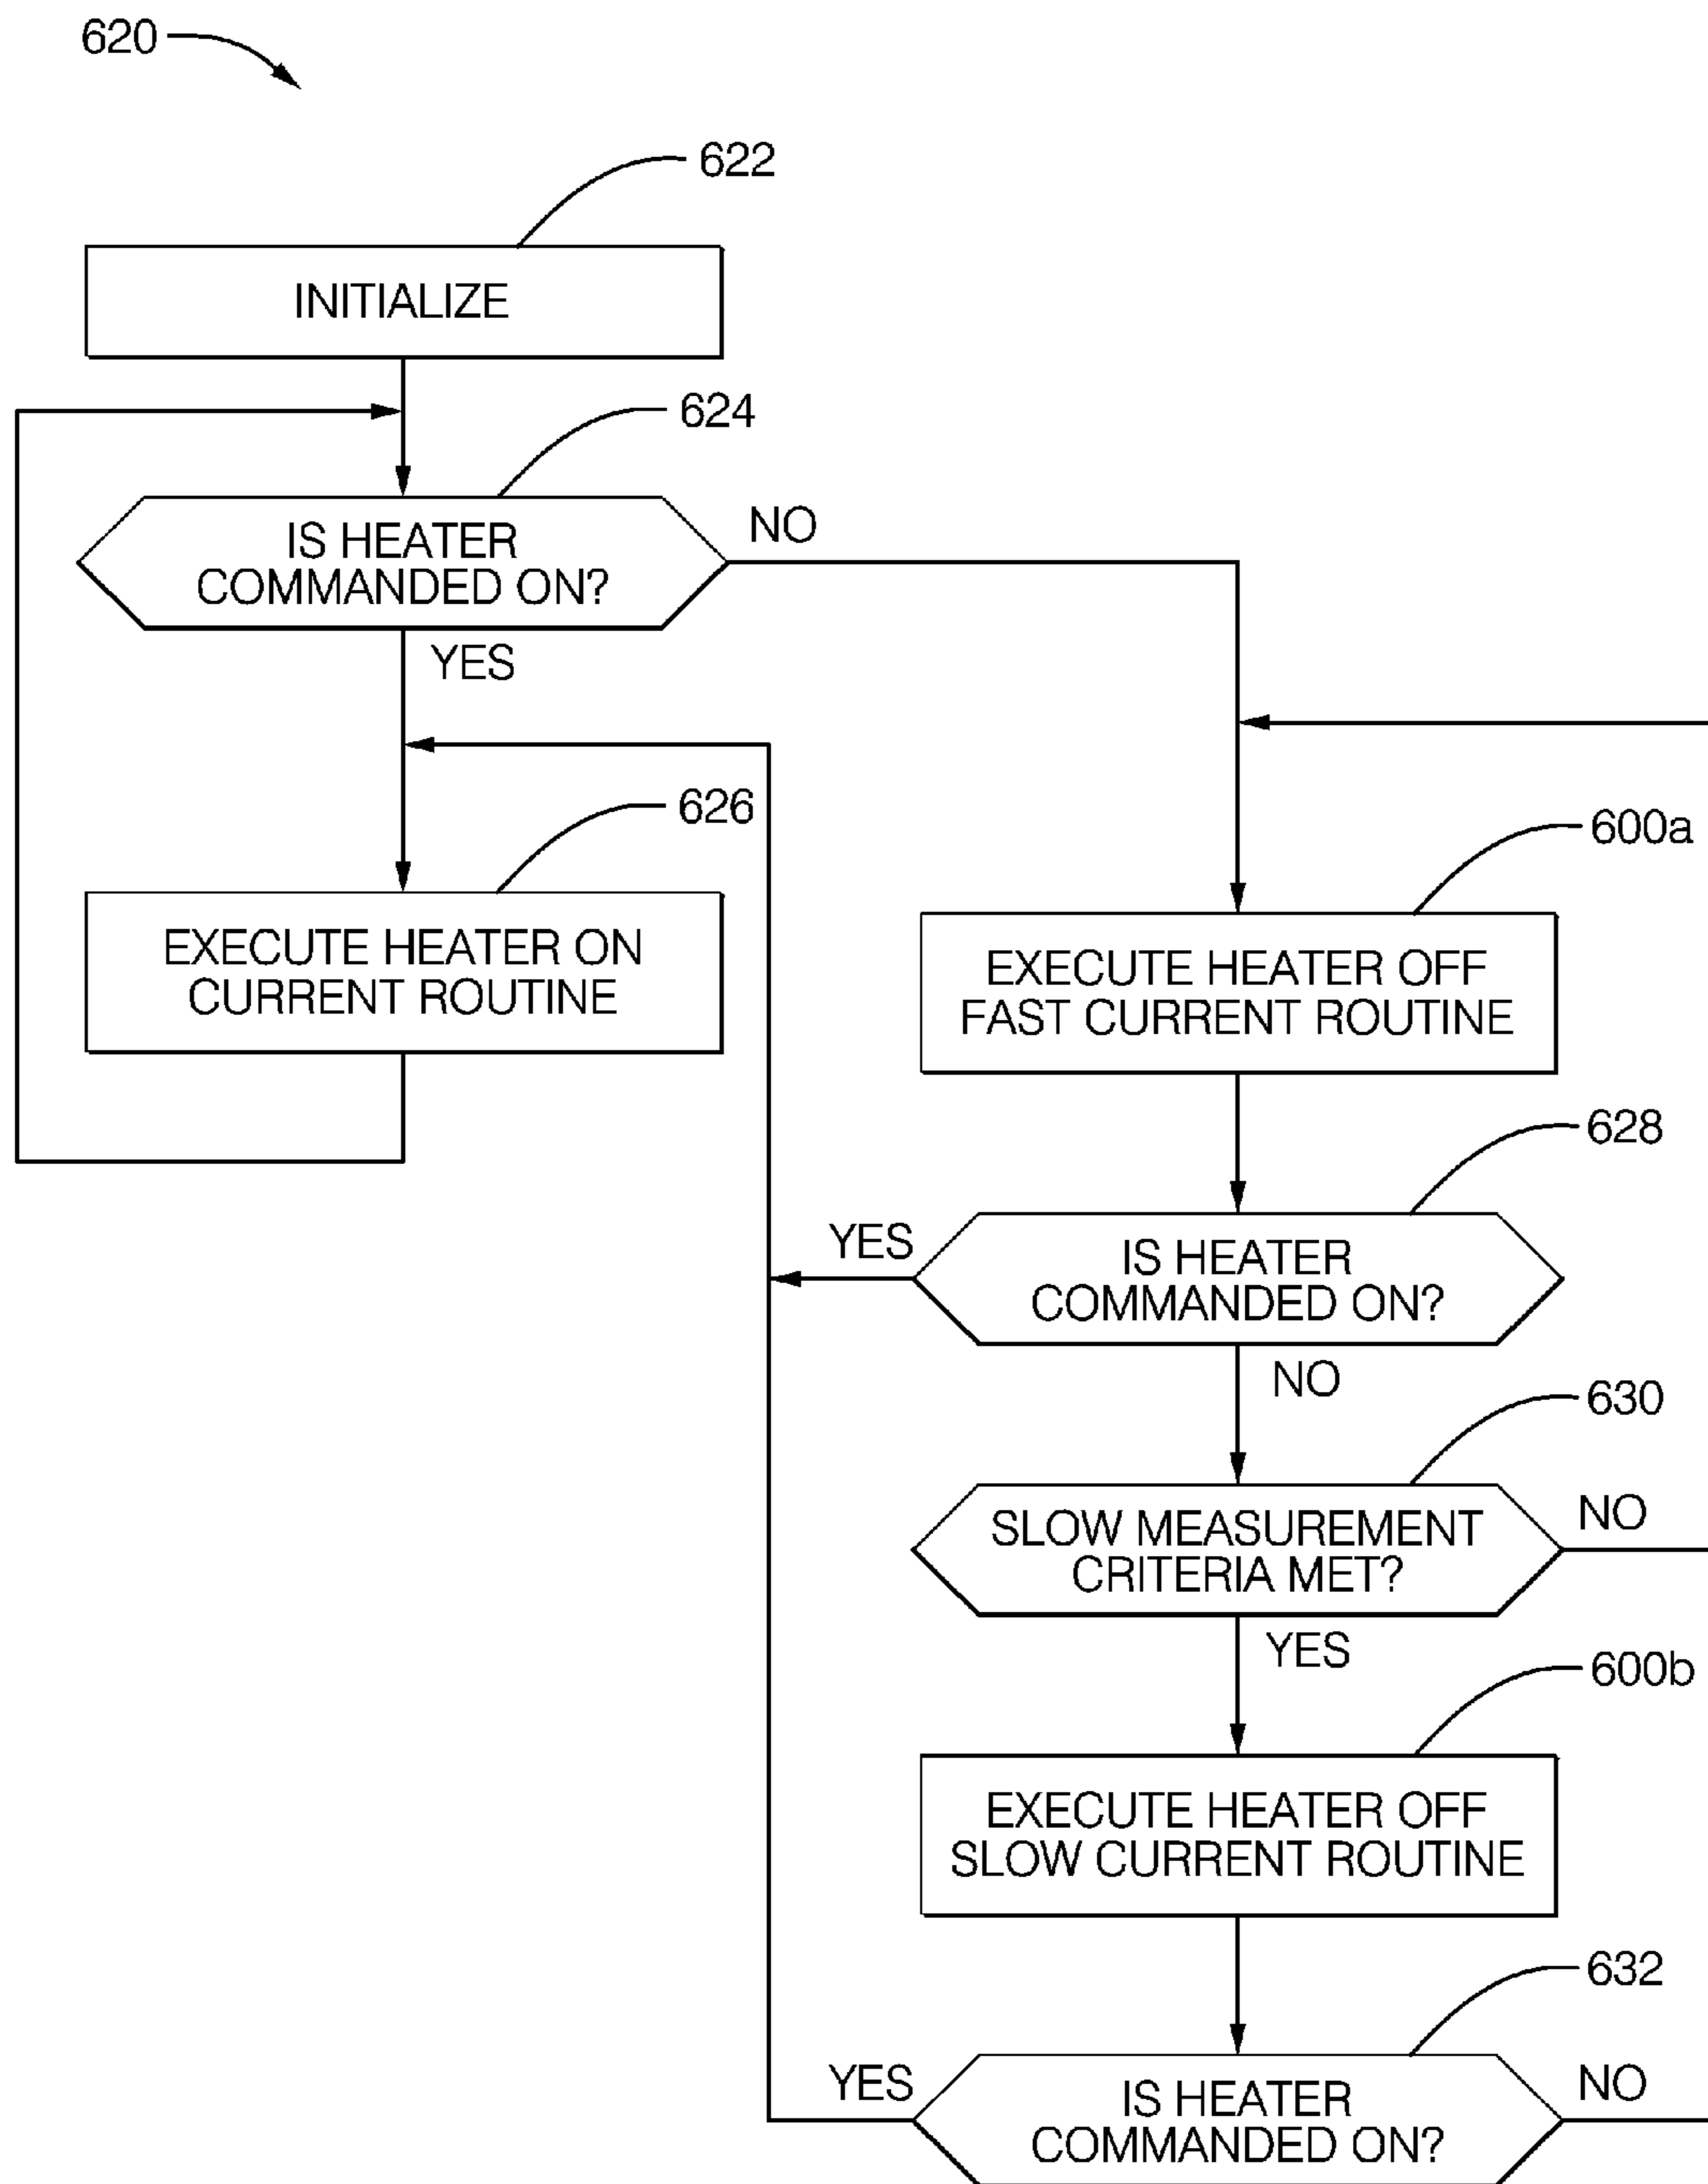 620
622
INITIALIZE
624
IS HEATER
COMMANDED ON?
NO
YES
626
EXECUTE HEATER ON
CURRENT ROUTINE
600a
EXECUTE HEATER OFF
FAST CURRENT ROUTINE
628
YES
IS HEATER
COMMANDED ON?
NO
630
SLOW MEASUREMENT
CRITERIA MET?
NO
YES
600b
EXECUTE HEATER OFF
SLOW CURRENT ROUTINE
632
YES
IS HEATER
COMMANDED ON?
NO